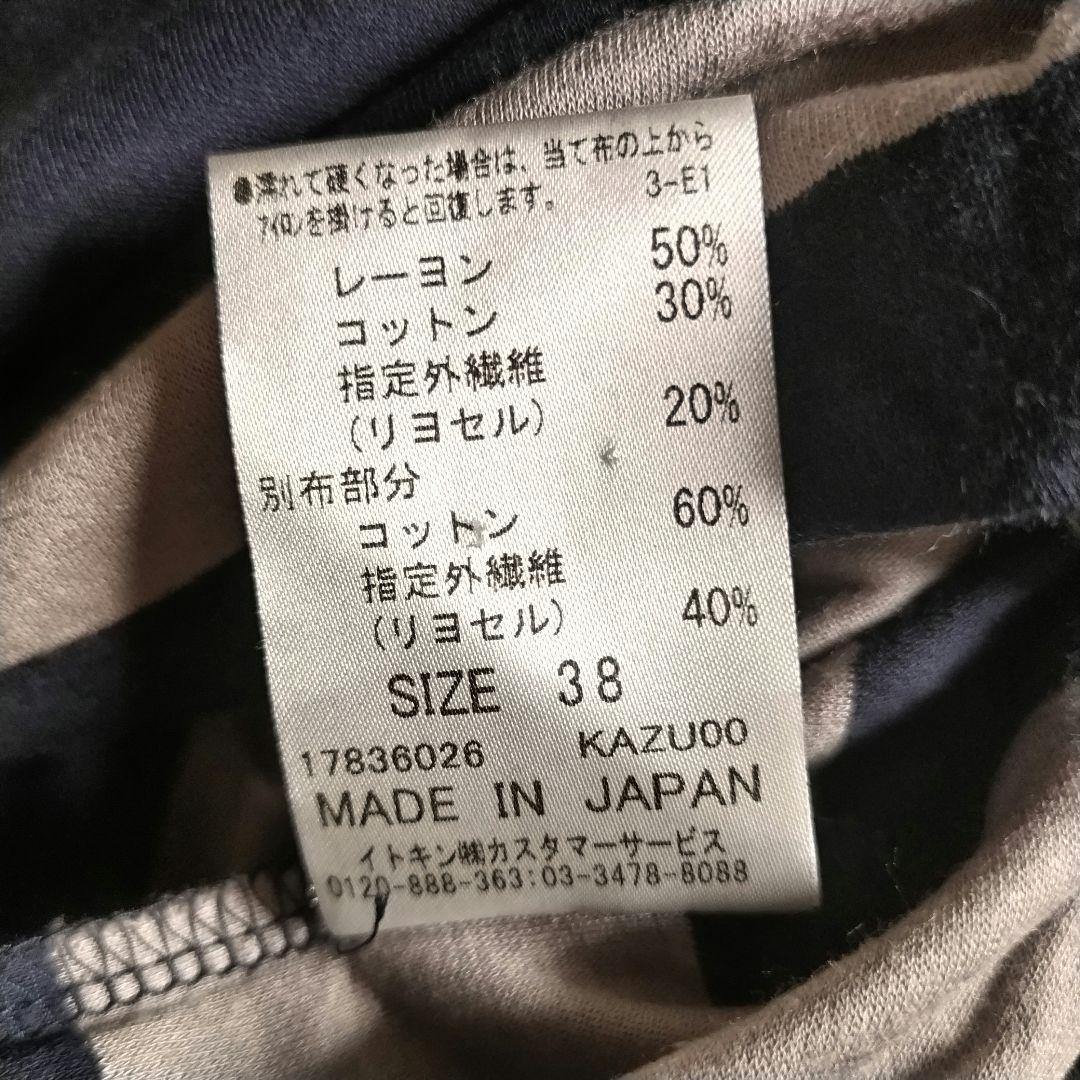 ●濡れて硬くなった場合は、当て布の上から
ｱｲﾛﾝを掛けると回復します。 3-E1
レーヨン 50%
コットン 30%
指定外繊維
(リヨセル) 20%
別布部分
コットン 60%
指定外繊維
(リヨセル) 40%
SIZE 38
17836026 KAZU00
MADE IN JAPAN
イトキン㈱カスタマーサービス
0120-888-363:03-3478-8088